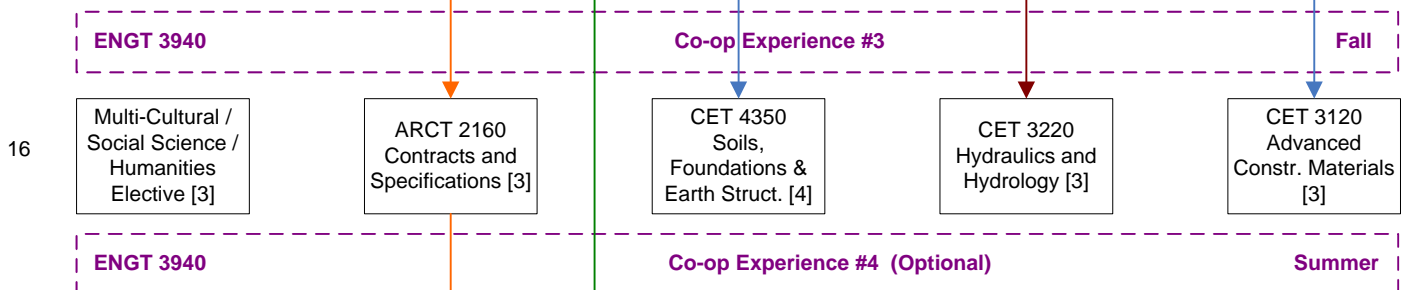 ENGT 3940 Co-op Experience #3 Fall
16
Multi-Cultural /
Social Science /
Humanities
Elective [3]
ARCT 2160
Contracts and
Specifications [3]
CET 4350
Soils,
Foundations &
Earth Struct. [4]
CET 3220
Hydraulics and
Hydrology [3]
CET 3120
Advanced
Constr. Materials
[3]
ENGT 3940 Co-op Experience #4 (Optional) Summer